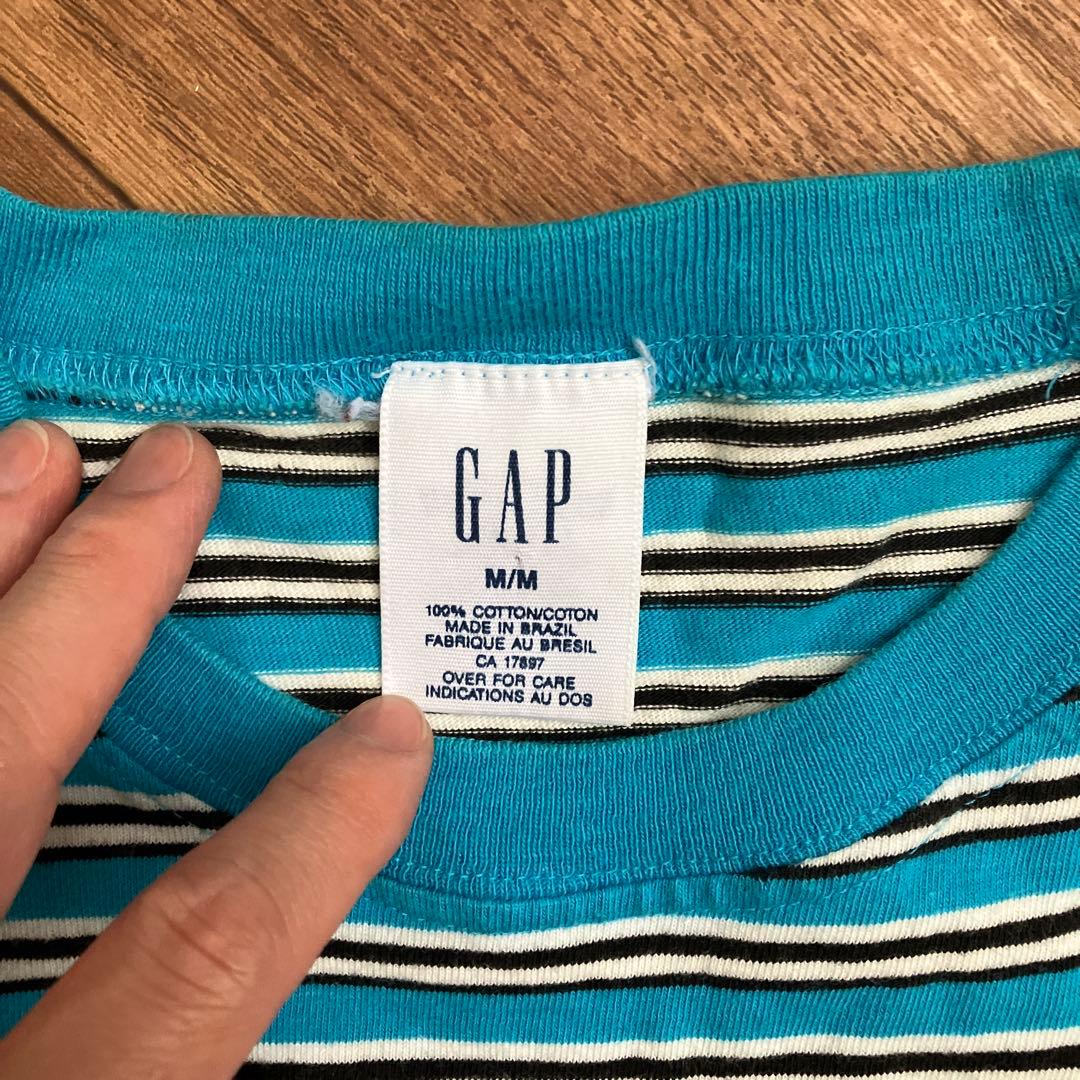 GAP
M/M
100% COTTON/COTON
MADE IN BRAZIL
FABRIQUE AU BRESIL
CA 17897
OVER FOR CARE
INDICATIONS AU DOS